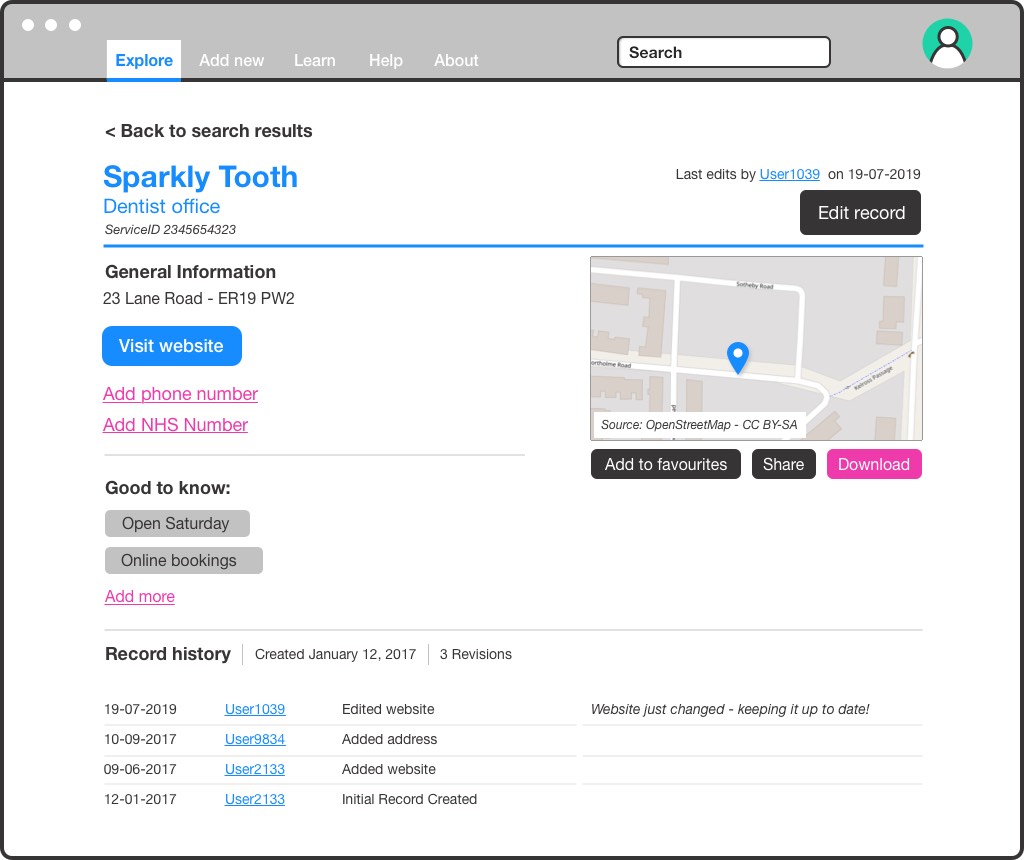 Explore Add new Learn Help About Search
< Back to search results
Sparkly Tooth
Dentist office
ServiceID 2345654323
Last edits by User1039 on 19-07-2019
Edit record
General Information
23 Lane Road - ER19 PW2
Visit website
Add phone number
Add NHS Number
Sotheby Road
ortholme Road
Kelross Passage
Source: OpenStreetMap - CC BY-SA
Add to favourites Share Download
Good to know:
Open Saturday
Online bookings
Add more
Record history Created January 12, 2017 3 Revisions
19-07-2019 User1039 Edited website Website just changed - keeping it up to date!
10-09-2017 User9834 Added address
09-06-2017 User2133 Added website
12-01-2017 User2133 Initial Record Created